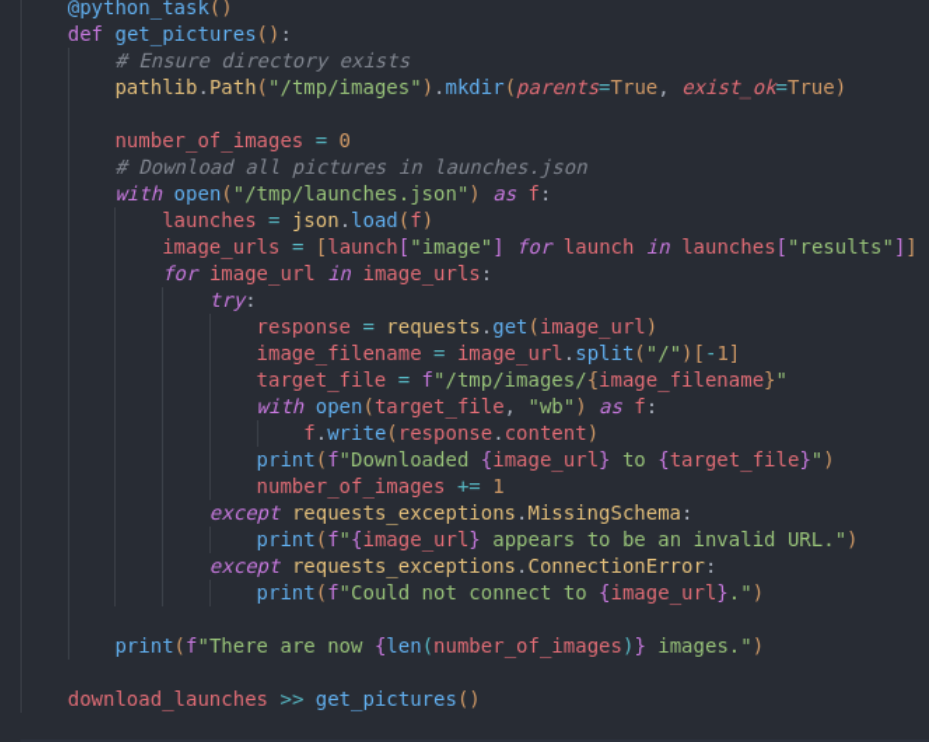 @python_task()
def get_pictures():
    # Ensure directory exists
    pathlib.Path("/tmp/images").mkdir(parents=True, exist_ok=True)

    number_of_images = 0
    # Download all pictures in launches.json
    with open("/tmp/launches.json") as f:
        launches = json.load(f)
        image_urls = [launch["image"] for launch in launches["results"]]
        for image_url in image_urls:
            try:
                response = requests.get(image_url)
                image_filename = image_url.split("/")[-1]
                target_file = f"/tmp/images/{image_filename}"
                with open(target_file, "wb") as f:
                    f.write(response.content)
                print(f"Downloaded {image_url} to {target_file}")
                number_of_images += 1
            except requests_exceptions.MissingSchema:
                print(f"{image_url} appears to be an invalid URL.")
            except requests_exceptions.ConnectionError:
                print(f"Could not connect to {image_url}.")

    print(f"There are now {len(number_of_images)} images.")

download_launches >> get_pictures()